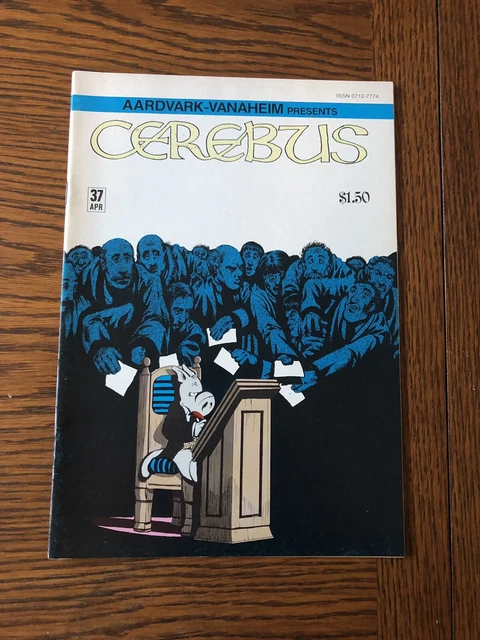 ISSN 0712-7774
AARDVARK-VANAHEIM PRESENTS
CEREBUS
37
APR
$1.50